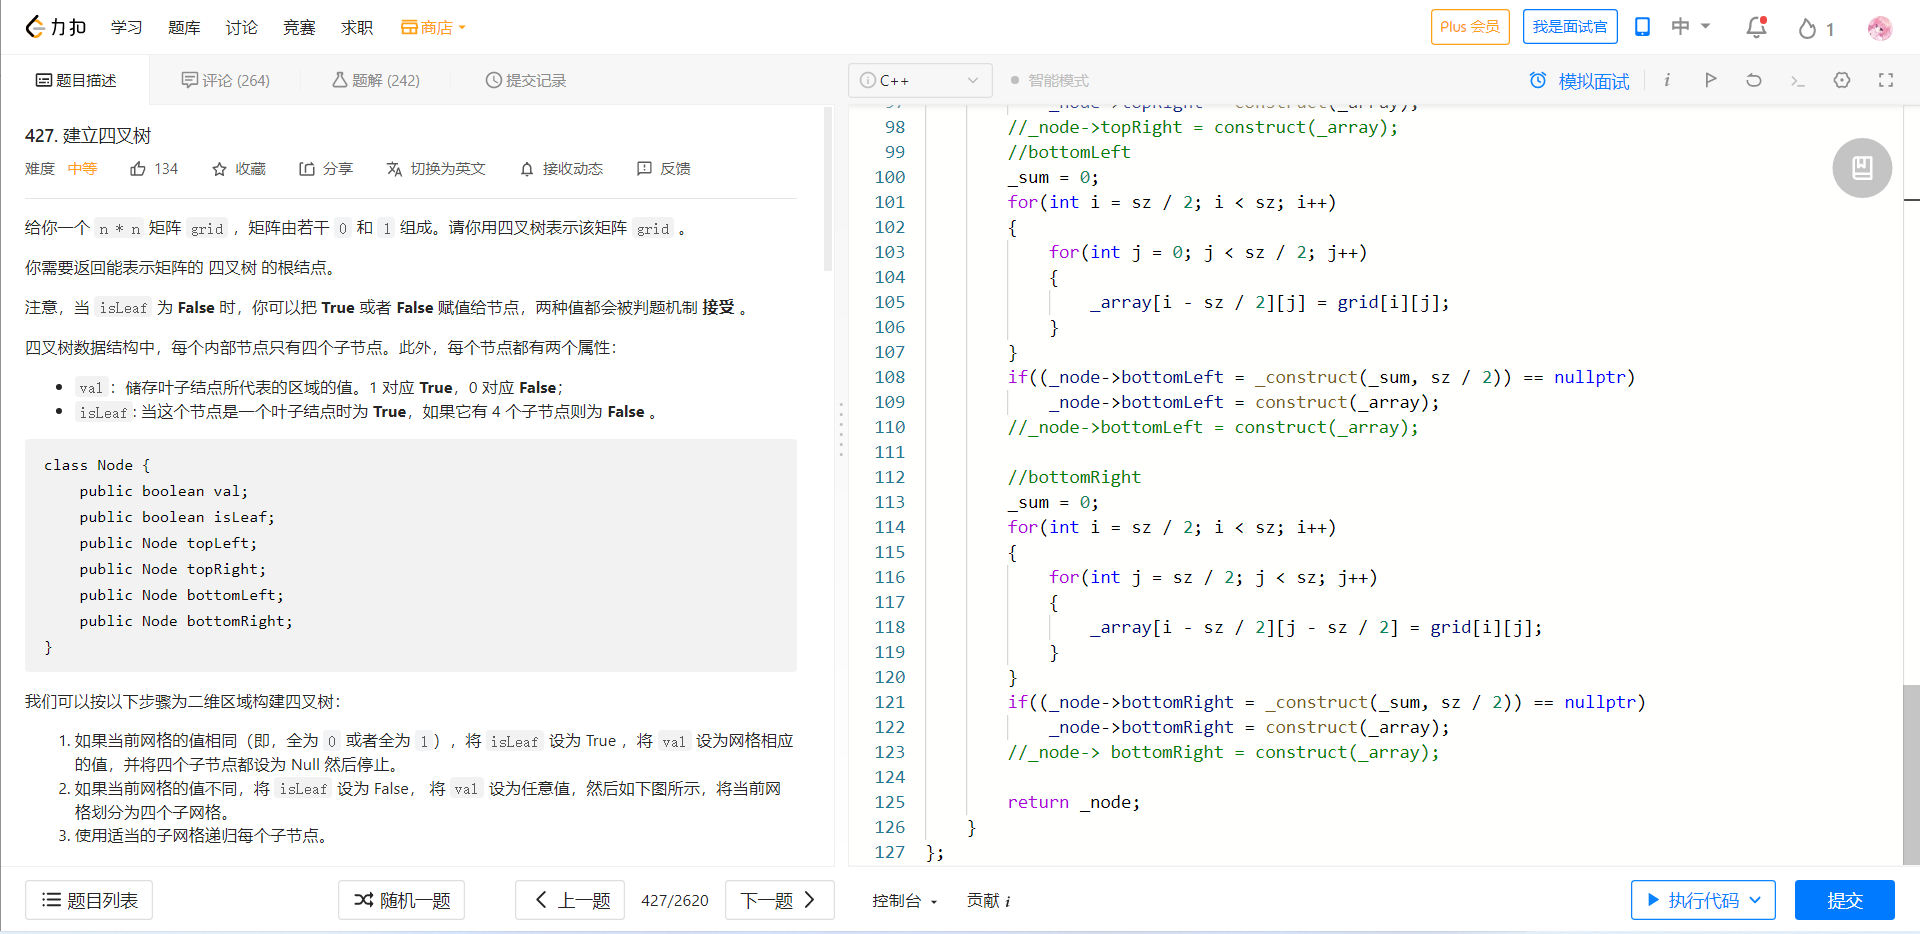 力扣 学习 题库 讨论 竞赛 求职 商店 Plus 会员 我是面试官 中 1
题目描述 评论 (264) 题解 (242) 提交记录 C++ 智能模式 模拟面试
427. 建立四叉树
难度 中等 134 收藏 分享 切换为英文 接收动态 反馈
给你一个 n * n 矩阵 grid ，矩阵由若干 0 和 1 组成。请你用四叉树表示该矩阵 grid 。
你需要返回能表示矩阵的 四叉树 的根结点。
注意，当 isLeaf 为 False 时，你可以把 True 或者 False 赋值给节点，两种值都会被判题机制 接受 。
四叉树数据结构中，每个内部节点只有四个子节点。此外，每个节点都有两个属性：
• val：储存叶子结点所代表的区域的值。1 对应 True，0 对应 False；
• isLeaf: 当这个节点是一个叶子结点时为 True，如果它有 4 个子节点则为 False 。
class Node {
    public boolean val;
    public boolean isLeaf;
    public Node topLeft;
    public Node topRight;
    public Node bottomLeft;
    public Node bottomRight;
}
我们可以按以下步骤为二维区域构建四叉树：
1. 如果当前网格的值相同（即，全为 0 或者全为 1），将 isLeaf 设为 True ，将 val 设为网格相应
的值，并将四个子节点都设为 Null 然后停止。
2. 如果当前网格的值不同，将 isLeaf 设为 False， 将 val 设为任意值，然后如下图所示，将当前网
格划分为四个子网格。
3. 使用适当的子网格递归每个子节点。
97 _node->topRight = construct(_array);
98 //_node->topRight = construct(_array);
99 //bottomLeft
100 _sum = 0;
101 for(int i = sz / 2; i < sz; i++)
102 {
103 for(int j = 0; j < sz / 2; j++)
104 {
105 _array[i - sz / 2][j] = grid[i][j];
106 }
107 }
108 if((_node->bottomLeft = _construct(_sum, sz / 2)) == nullptr)
109 _node->bottomLeft = construct(_array);
110 //_node->bottomLeft = construct(_array);
111
112 //bottomRight
113 _sum = 0;
114 for(int i = sz / 2; i < sz; i++)
115 {
116 for(int j = sz / 2; j < sz; j++)
117 {
118 _array[i - sz / 2][j - sz / 2] = grid[i][j];
119 }
120 }
121 if((_node->bottomRight = _construct(_sum, sz / 2)) == nullptr)
122 _node->bottomRight = construct(_array);
123 //_node-> bottomRight = construct(_array);
124
125 return _node;
126 }
127 };
题目列表 随机一题 上一题 427/2620 下一题 控制台 贡献 i 执行代码 提交